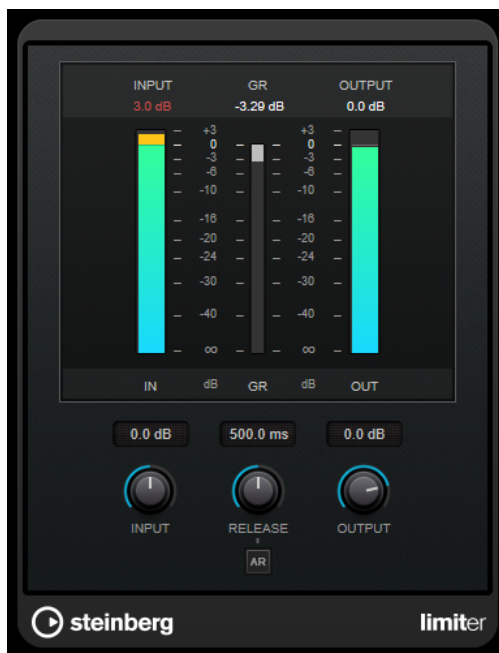 INPUT GR OUTPUT
3.0 dB -3.29 dB 0.0 dB
+3 +3
0 0
-3 -3
-6 -6
-10 -10
-16 -16
-20 -20
-24 -24
-30 -30
-40 -40
∞ ∞
IN dB GR dB OUT
0.0 dB 500.0 ms 0.0 dB
INPUT RELEASE OUTPUT
AR
steinberg limiter